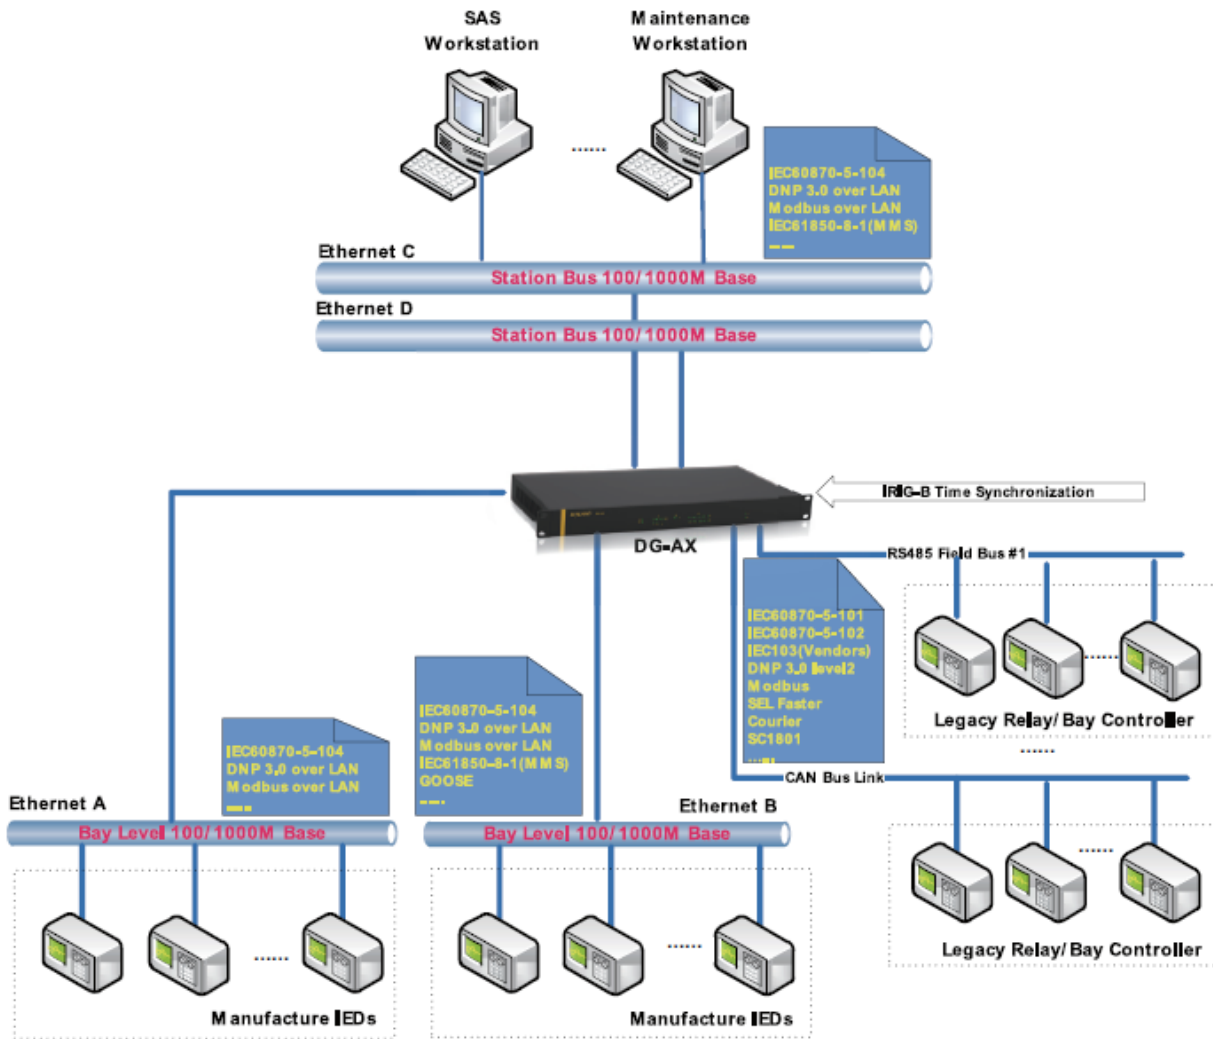 SAS
Workstation
Maintenance
Workstation
......
IEC60870-5-104
DNP 3.0 over LAN
Modbus over LAN
IEC61850-8-1(MMS)
Ethernet C
Station Bus 100/1000M Base
Ethernet D
Station Bus 100/1000M Base
IRIG-B Time Synchronization
DG-AX
RS485 Field Bus #1
IEC60870-5-101
IEC60870-5-102
IEC103(Vendors)
DNP 3.0 level2
Modbus
SEL Faster
Courier
SC1801
......
......
Legacy Relay/Bay Controller
......
CAN Bus Link
......
Legacy Relay/Bay Controller
IEC60870-5-104
DNP 3.0 over LAN
Modbus over LAN
IEC61850-8-1(MMS)
GOOSE
IEC60870-5-104
DNP 3.0 over LAN
Modbus over LAN
Ethernet A
Bay Level 100/1000M Base
Ethernet B
Bay Level 100/1000M Base
......
Manufacture IEDs
......
Manufacture IEDs